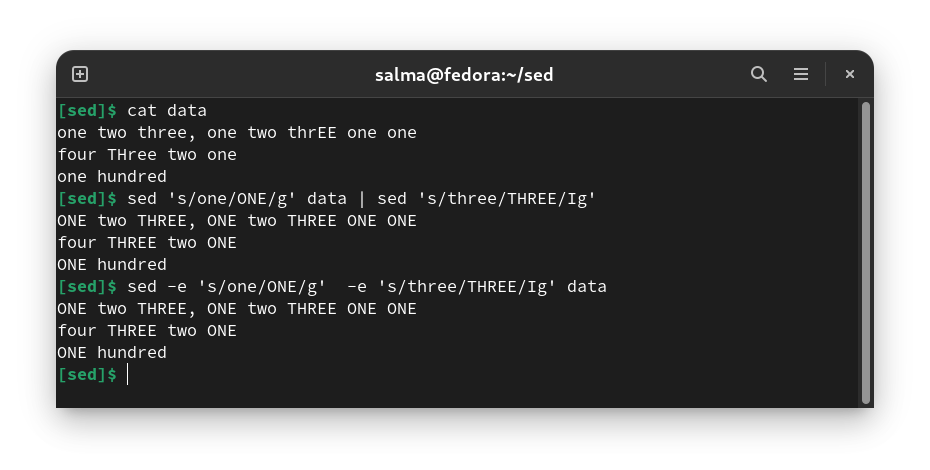 salma@fedora:~/sed
[sed]$ cat data
one two three, one two thrEE one one
four THree two one
one hundred
[sed]$ sed 's/one/ONE/g' data | sed 's/three/THREE/Ig'
ONE two THREE, ONE two THREE ONE ONE
four THREE two ONE
ONE hundred
[sed]$ sed -e 's/one/ONE/g'  -e 's/three/THREE/Ig' data
ONE two THREE, ONE two THREE ONE ONE
four THREE two ONE
ONE hundred
[sed]$